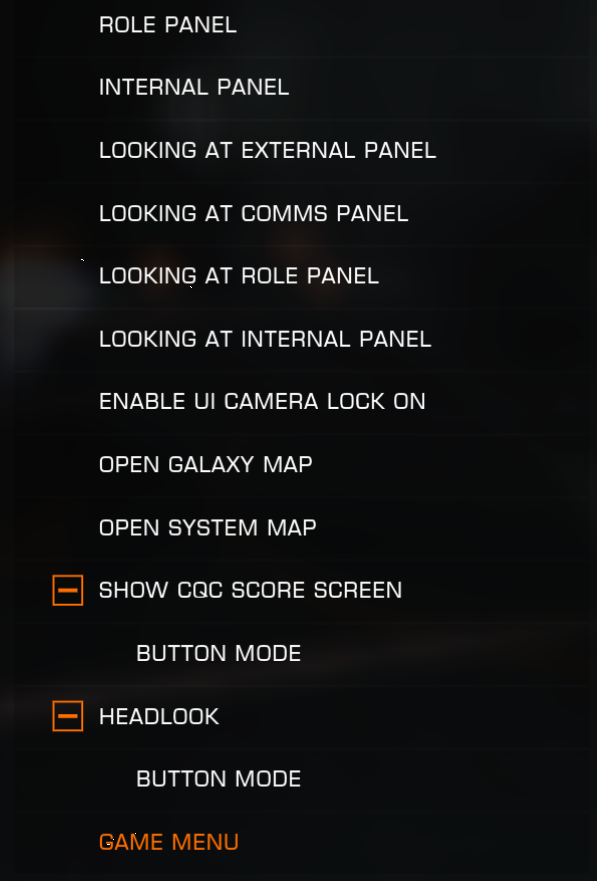 ROLE PANEL
INTERNAL PANEL
LOOKING AT EXTERNAL PANEL
LOOKING AT COMMS PANEL
LOOKING AT ROLE PANEL
LOOKING AT INTERNAL PANEL
ENABLE UI CAMERA LOCK ON
OPEN GALAXY MAP
OPEN SYSTEM MAP
SHOW CQC SCORE SCREEN
BUTTON MODE
HEADLOOK
BUTTON MODE
GAME MENU